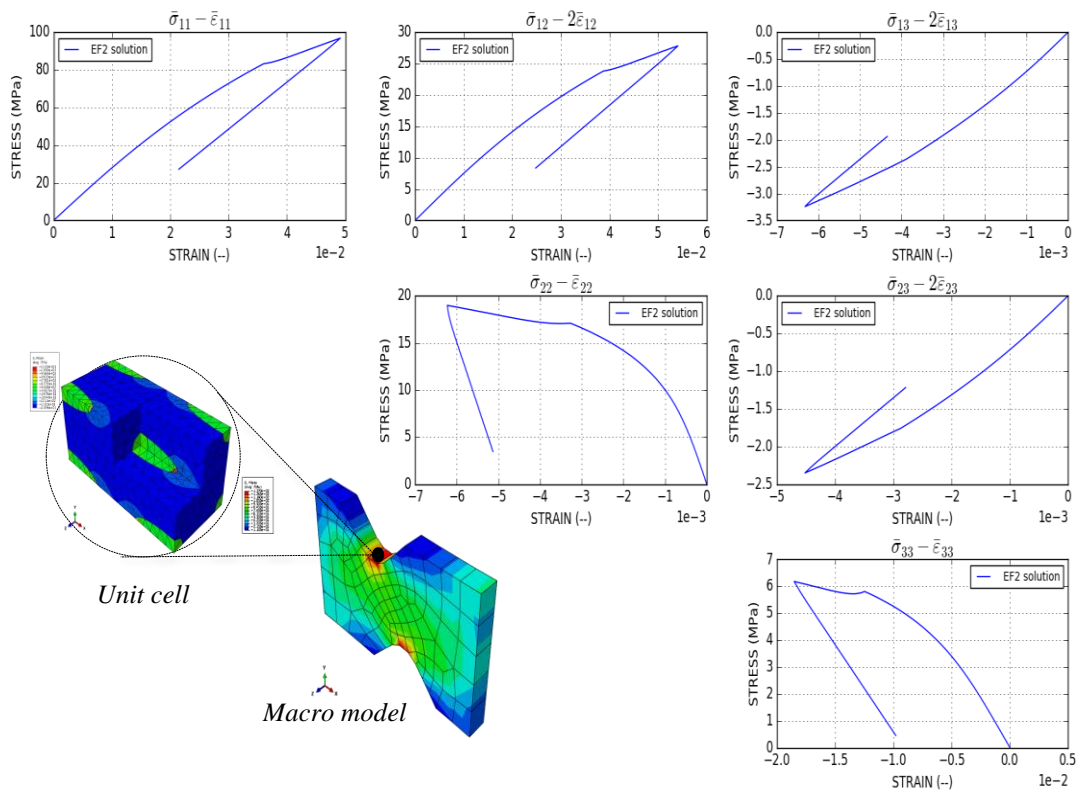 σ̄₁₁ − ε̄₁₁
STRESS (MPa)
100
80
60
40
20
0
EF2 solution
0 1 2 3 4 5
1e−2
STRAIN (--)
σ̄₁₂ − 2ε̄₁₂
STRESS (MPa)
30
25
20
15
10
5
0
EF2 solution
0 1 2 3 4 5 6
1e−2
STRAIN (--)
σ̄₁₃ − 2ε̄₁₃
STRESS (MPa)
0.0
−0.5
−1.0
−1.5
−2.0
−2.5
−3.0
−3.5
EF2 solution
−7 −6 −5 −4 −3 −2 −1 0
1e−3
STRAIN (--)
σ̄₂₂ − ε̄₂₂
STRESS (MPa)
20
15
10
5
0
EF2 solution
−7 −6 −5 −4 −3 −2 −1 0
1e−3
STRAIN (--)
σ̄₂₃ − 2ε̄₂₃
STRESS (MPa)
0.0
−0.5
−1.0
−1.5
−2.0
−2.5
EF2 solution
−5 −4 −3 −2 −1 0
1e−3
STRAIN (--)
σ̄₃₃ − ε̄₃₃
STRESS (MPa)
7
6
5
4
3
2
1
0
EF2 solution
−2.0 −1.5 −1.0 −0.5 0.0 0.5
1e−2
STRAIN (--)
Unit cell
Macro model